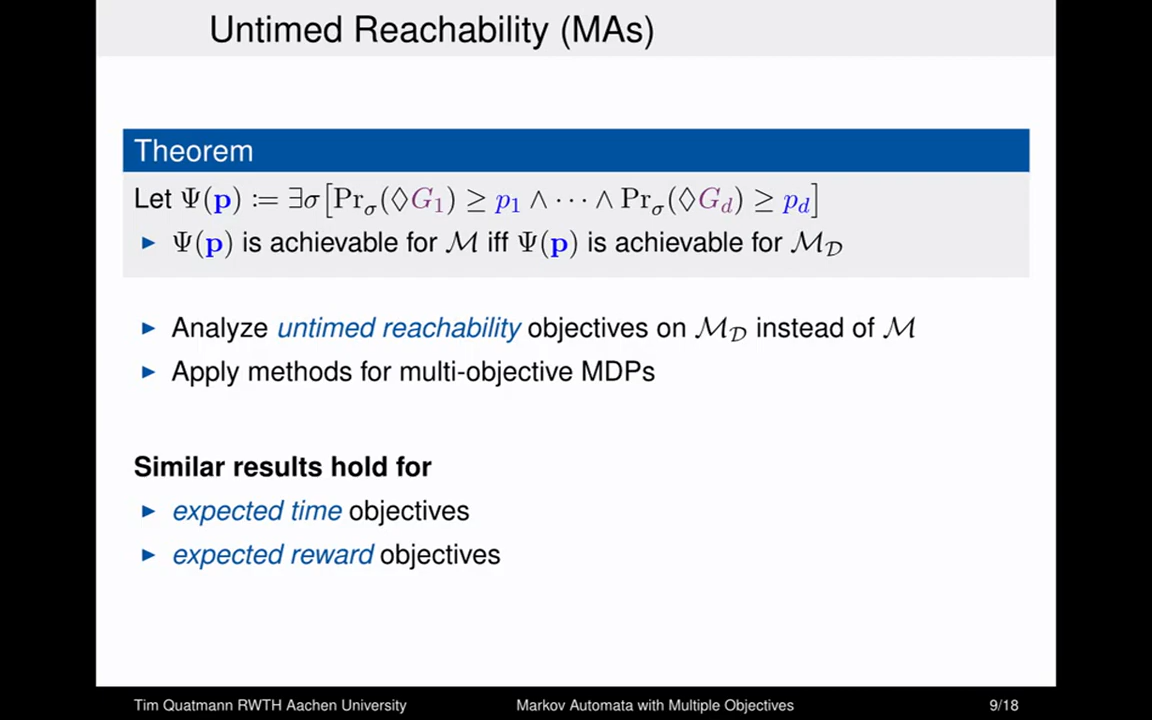 Untimed Reachability (MAs)
Theorem
Let Ψ(p) := ∃σ[Pr_σ(◊G_1) ≥ p_1 ∧ ··· ∧ Pr_σ(◊G_d) ≥ p_d]
▶ Ψ(p) is achievable for ℳ iff Ψ(p) is achievable for ℳ_𝒟
▶ Analyze untimed reachability objectives on ℳ_𝒟 instead of ℳ
▶ Apply methods for multi-objective MDPs
Similar results hold for
▶ expected time objectives
▶ expected reward objectives
Tim Quatmann RWTH Aachen University Markov Automata with Multiple Objectives 9/18